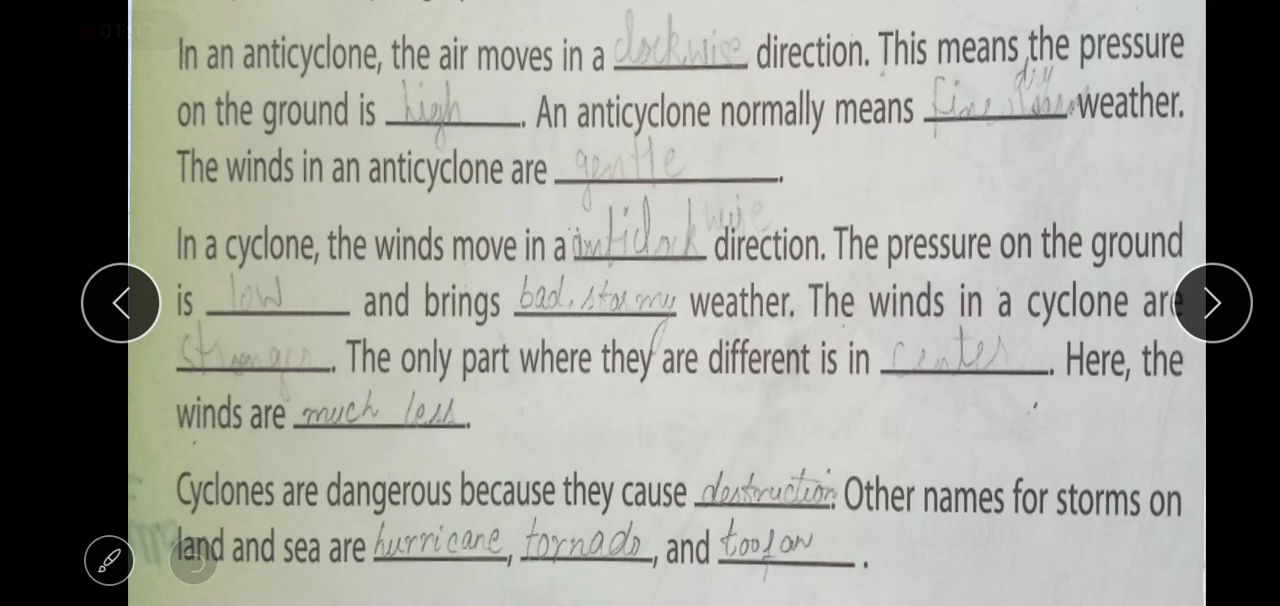 In an anticyclone, the air moves in a clockwise direction. This means the pressure
on the ground is high. An anticyclone normally means fine dry weather.
The winds in an anticyclone are gentle.
In a cyclone, the winds move in a anticlockwise direction. The pressure on the ground
is low and brings bad, stormy weather. The winds in a cyclone are
stronger. The only part where they are different is in center. Here, the
winds are much less.
Cyclones are dangerous because they cause destruction. Other names for storms on
land and sea are hurricane, tornado, and toofan.